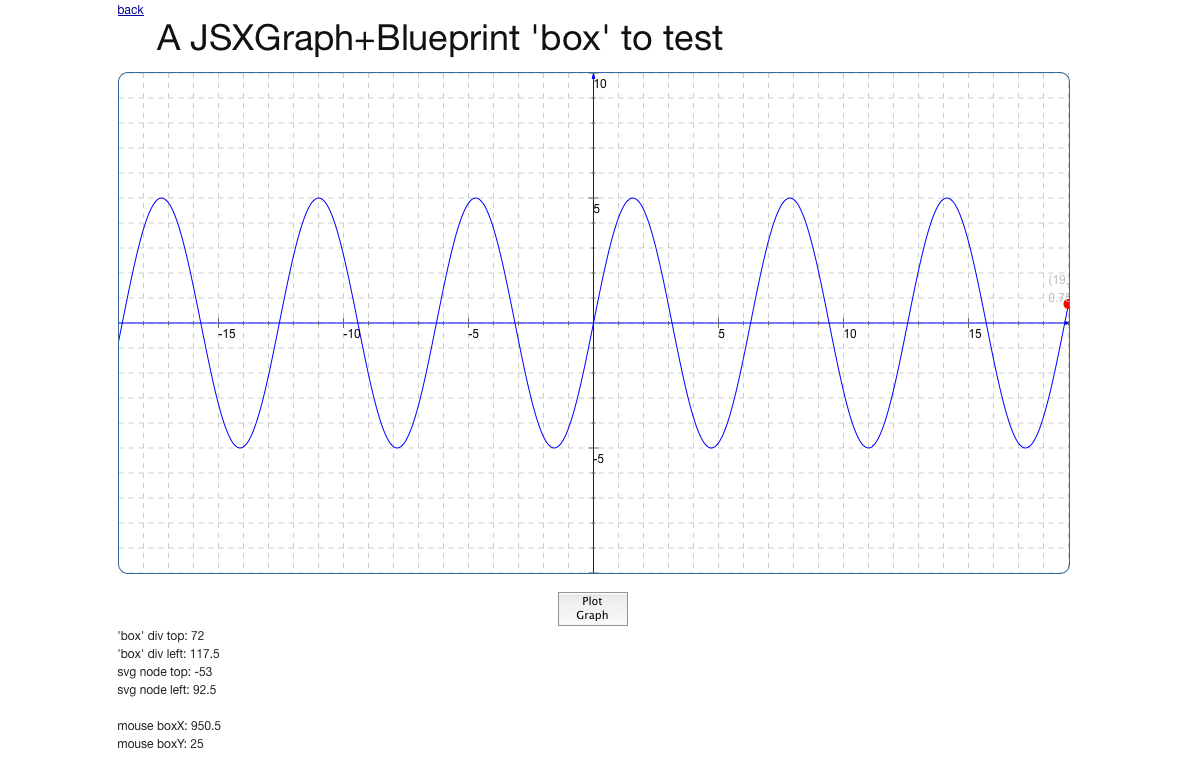 back
A JSXGraph+Blueprint 'box' to test
10
5
(19,
0.75
-15 -10 -5 5 10 15
-5
Plot
Graph
'box' div top: 72
'box' div left: 117.5
svg node top: -53
svg node left: 92.5
mouse boxX: 950.5
mouse boxY: 25